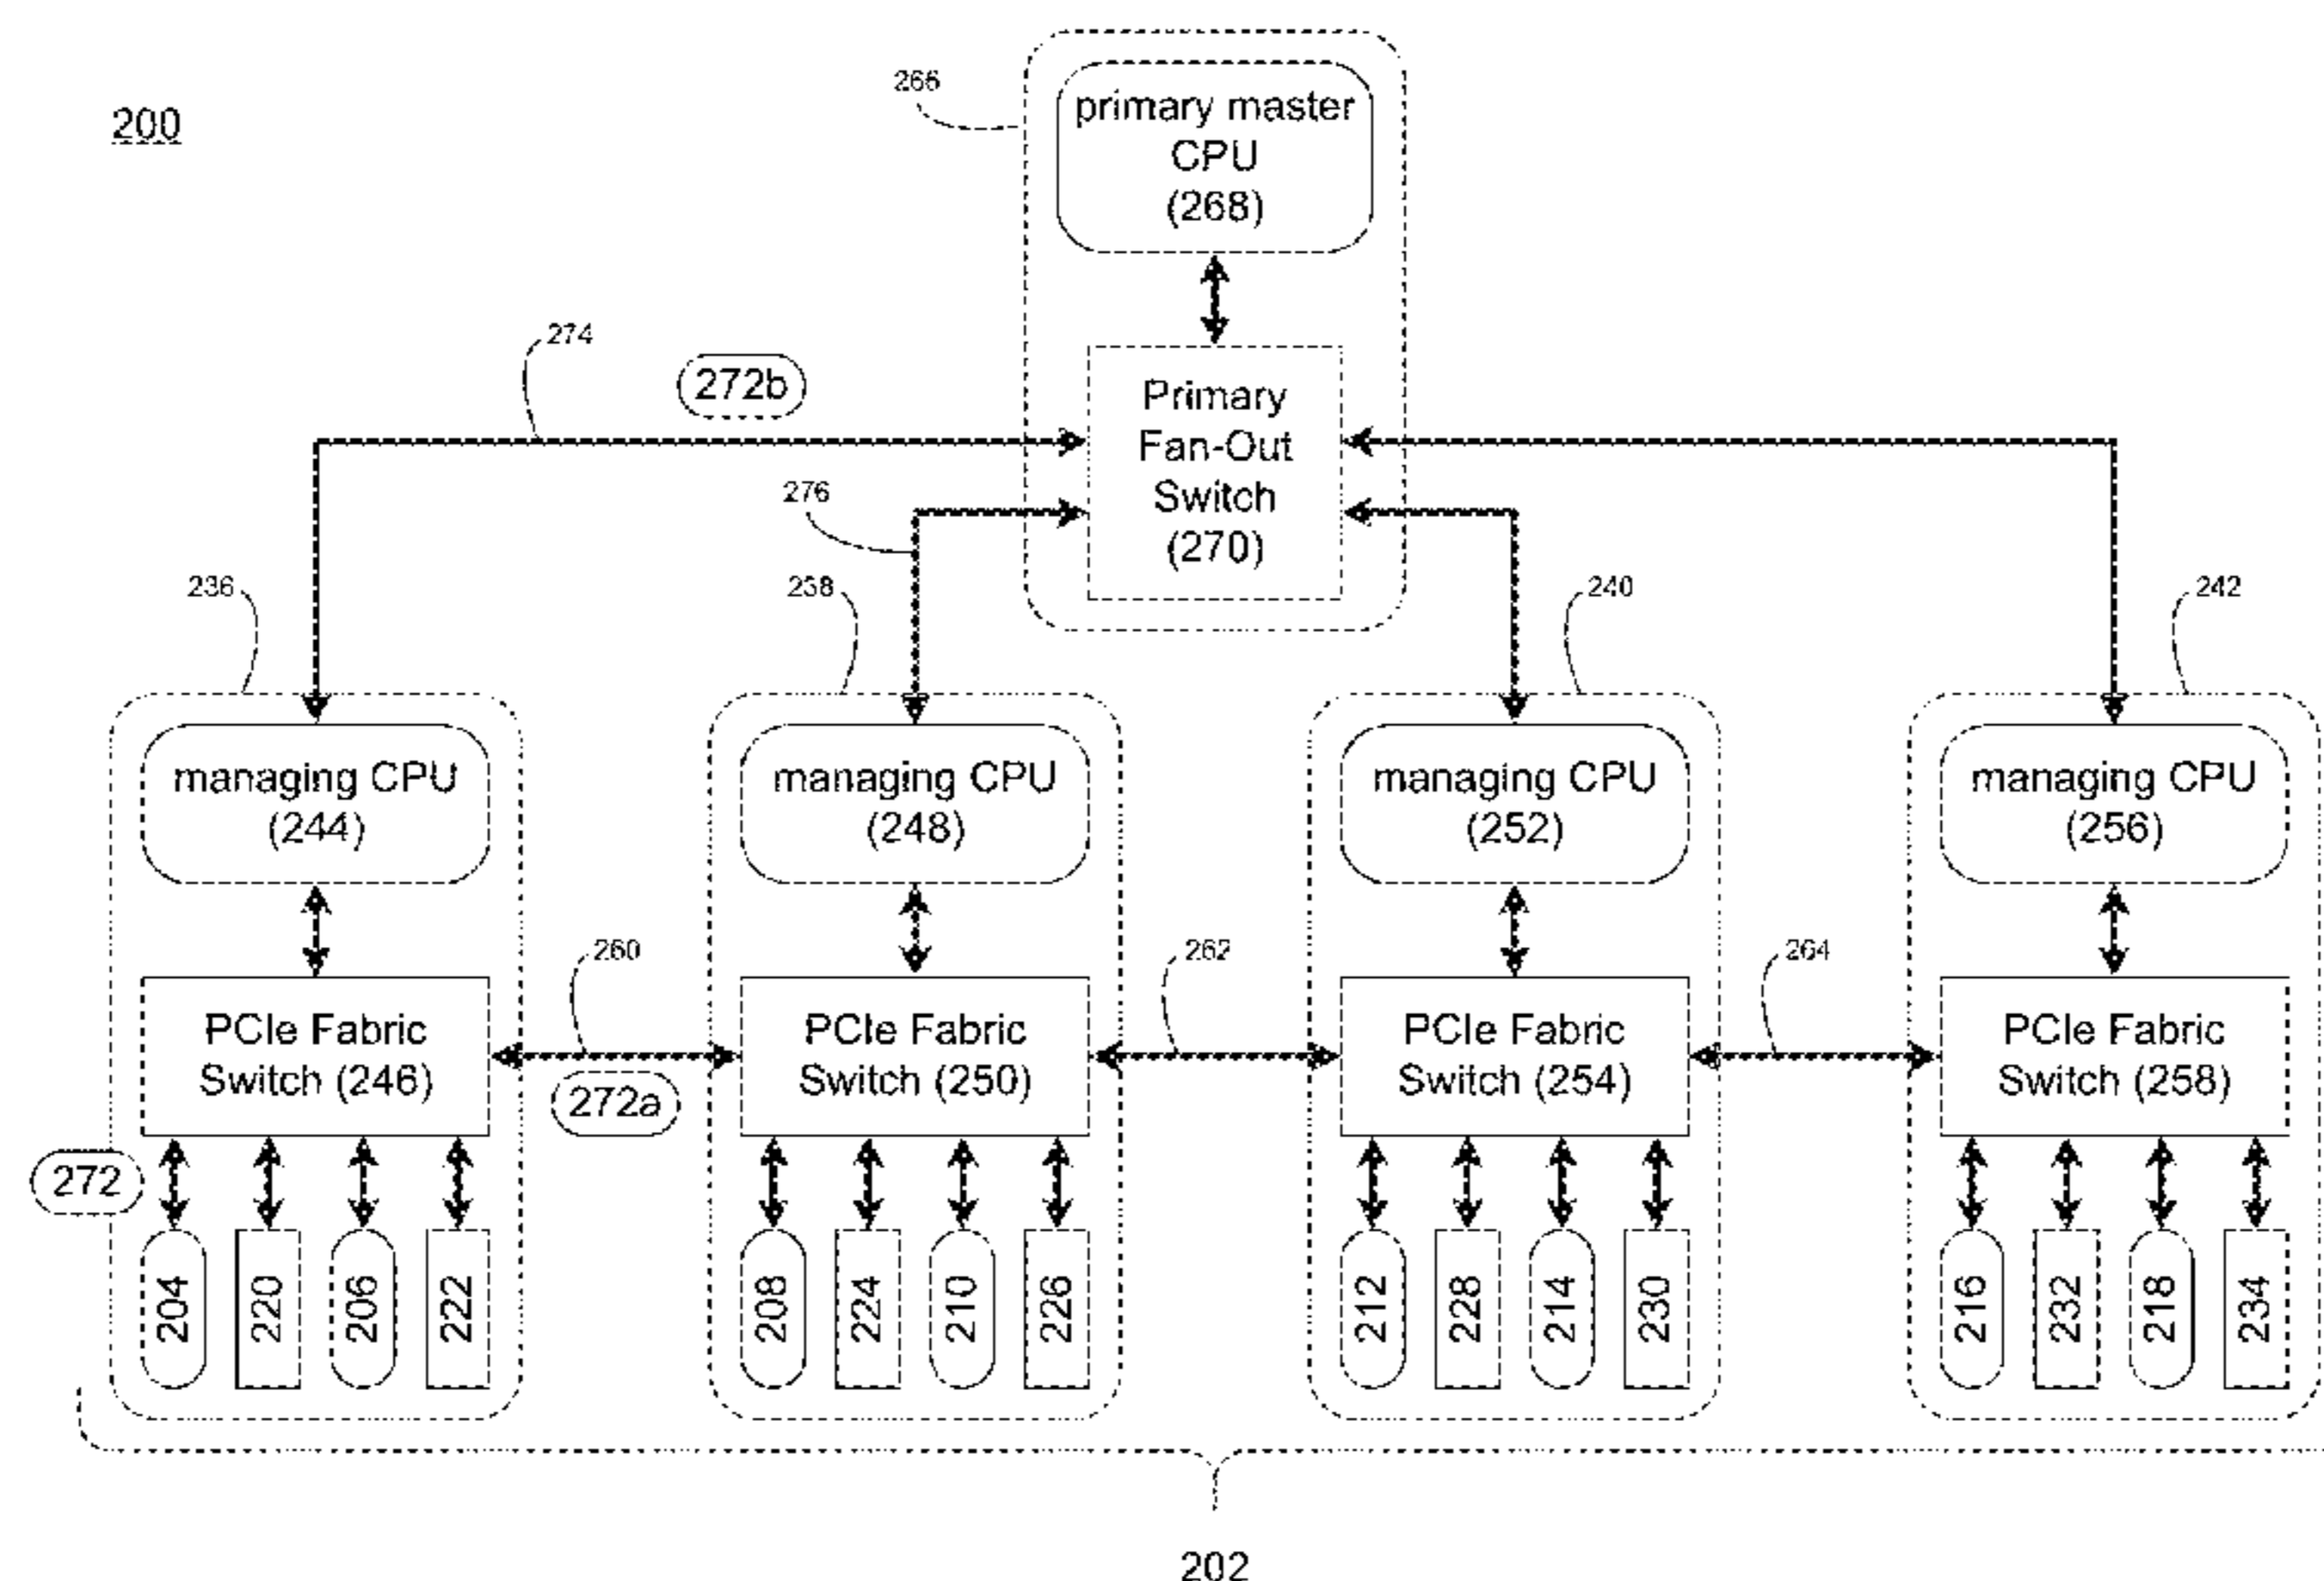 200
266
primary master
CPU
(268)
274
272b
Primary
Fan-Out
Switch
(270)
276
236
238
240
242
managing CPU
(244)
managing CPU
(248)
managing CPU
(252)
managing CPU
(256)
260
262
264
PCIe Fabric
Switch (246)
PCIe Fabric
Switch (250)
PCIe Fabric
Switch (254)
PCIe Fabric
Switch (258)
272a
272
204
220
206
222
208
224
210
226
212
228
214
230
216
232
218
234
202